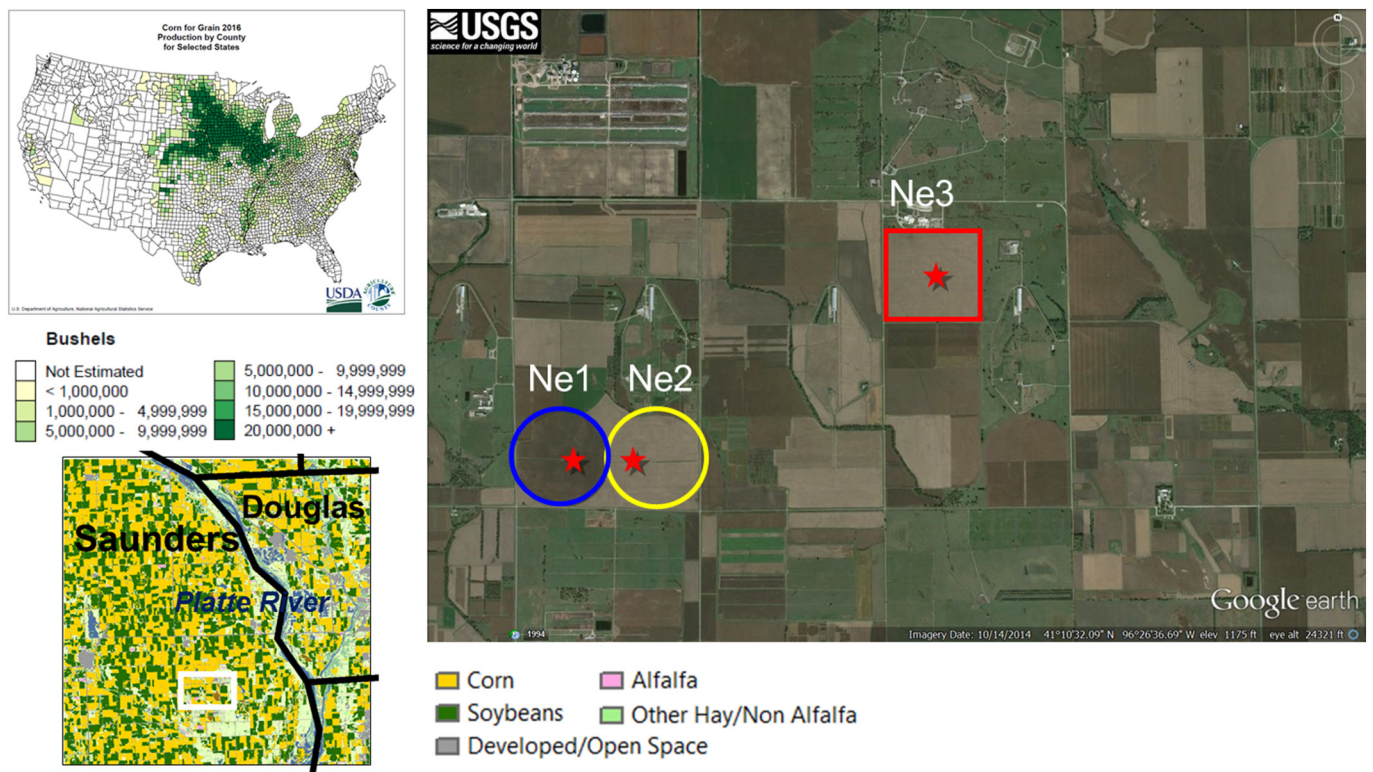 Corn for Grain 2016
Production by County
for Selected States
USDA
U.S. Department of Agriculture, National Agricultural Statistics Service
Bushels
Not Estimated
< 1,000,000
1,000,000 - 4,999,999
5,000,000 - 9,999,999
5,000,000 - 9,999,999
10,000,000 - 14,999,999
15,000,000 - 19,999,999
20,000,000 +
Douglas
Saunders
Platte River
USGS
science for a changing world
N
Ne3
Ne1 Ne2
Google earth
1994
Imagery Date: 10/14/2014 41°10'32.09" N 96°26'36.69" W elev 1175 ft eye alt 24321 ft
Corn
Soybeans
Developed/Open Space
Alfalfa
Other Hay/Non Alfalfa